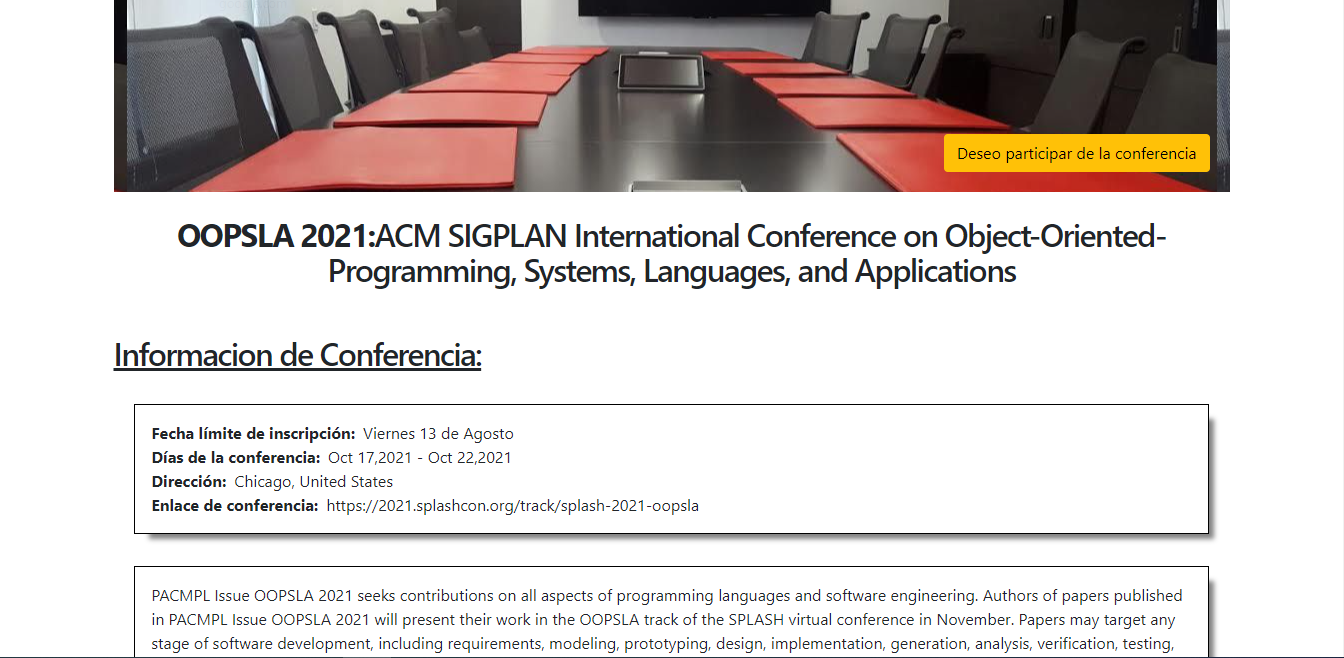 Deseo participar de la conferencia
OOPSLA 2021:ACM SIGPLAN International Conference on Object-Oriented-
Programming, Systems, Languages, and Applications
Informacion de Conferencia:
Fecha límite de inscripción: Viernes 13 de Agosto
Días de la conferencia: Oct 17,2021 - Oct 22,2021
Dirección: Chicago, United States
Enlace de conferencia: https://2021.splashcon.org/track/splash-2021-oopsla
PACMPL Issue OOPSLA 2021 seeks contributions on all aspects of programming languages and software engineering. Authors of papers published
in PACMPL Issue OOPSLA 2021 will present their work in the OOPSLA track of the SPLASH virtual conference in November. Papers may target any
stage of software development, including requirements, modeling, prototyping, design, implementation, generation, analysis, verification, testing,